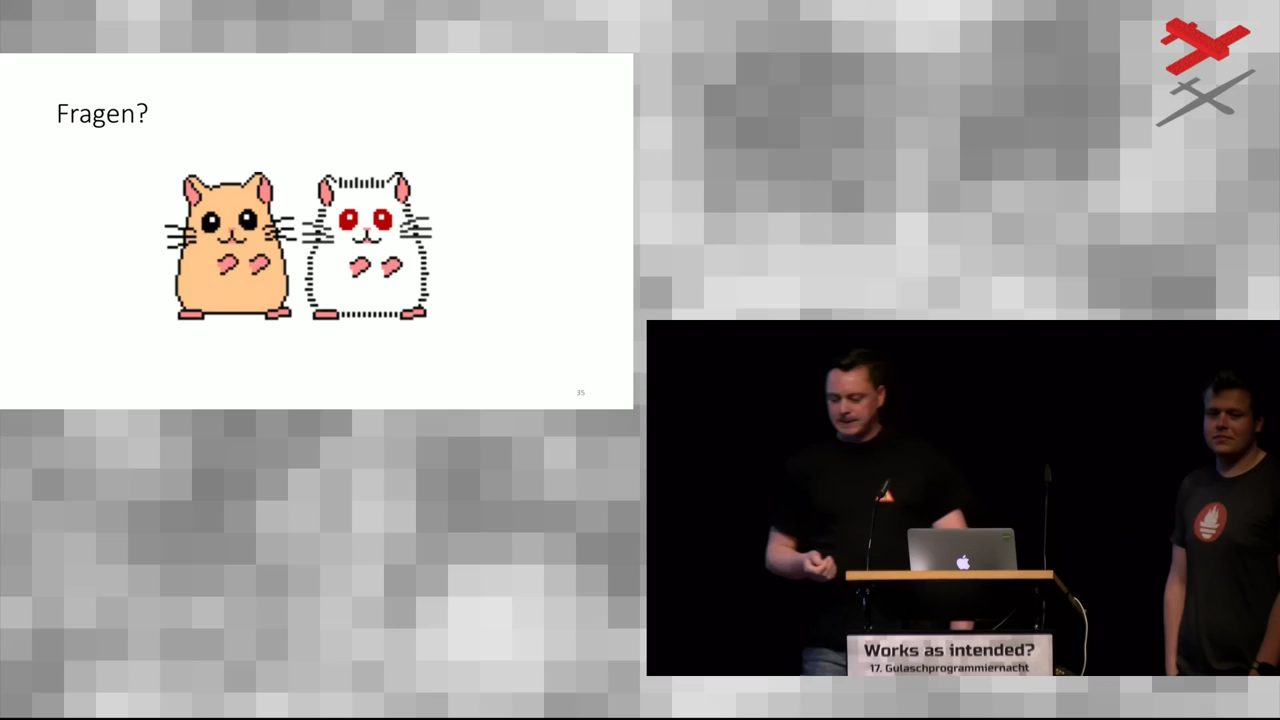 Fragen?
35
Works as intended?
17. Gulaschprogrammiernacht